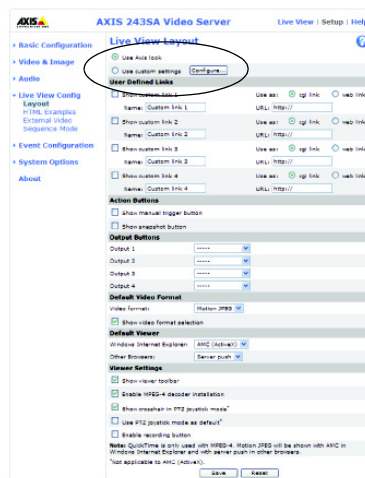 AXIS
AXIS 243SA Video Server
Live View | Setup | Help
Basic Configuration
Video & Image
Audio
Live View Config
Layout
HTML Examples
External Video
Sequence Mode
Event Configuration
System Options
About
Live View Layout
?
Use Axis look
Use custom settings Configure...
User Defined Links
Show custom link 1 Use as: cgi link web link
Name: Custom link 1 URL: http://
Show custom link 2 Use as: cgi link web link
Name: Custom link 2 URL: http://
Show custom link 3 Use as: cgi link web link
Name: Custom link 3 URL: http://
Show custom link 4 Use as: cgi link web link
Name: Custom link 4 URL: http://
Action Buttons
Show manual trigger button
Show snapshot button
Output Buttons
Output 1 -----
Output 2 -----
Output 3 -----
Output 4 -----
Default Video Format
Video format: Motion JPEG
Show video format selection
Default Viewer
Windows Internet Explorer: AMC (ActiveX)
Other Browsers: Server push
Viewer Settings
Show viewer toolbar
Enable MPEG-4 decoder installation
Show crosshair in PTZ joystick mode*
Use PTZ joystick mode as default*
Enable recording button
Note: QuickTime is only used with MPEG-4. Motion JPEG will be shown with AMC in
Windows Internet Explorer and with server push in other browsers.
*Not applicable to AMC (ActiveX).
Save Reset